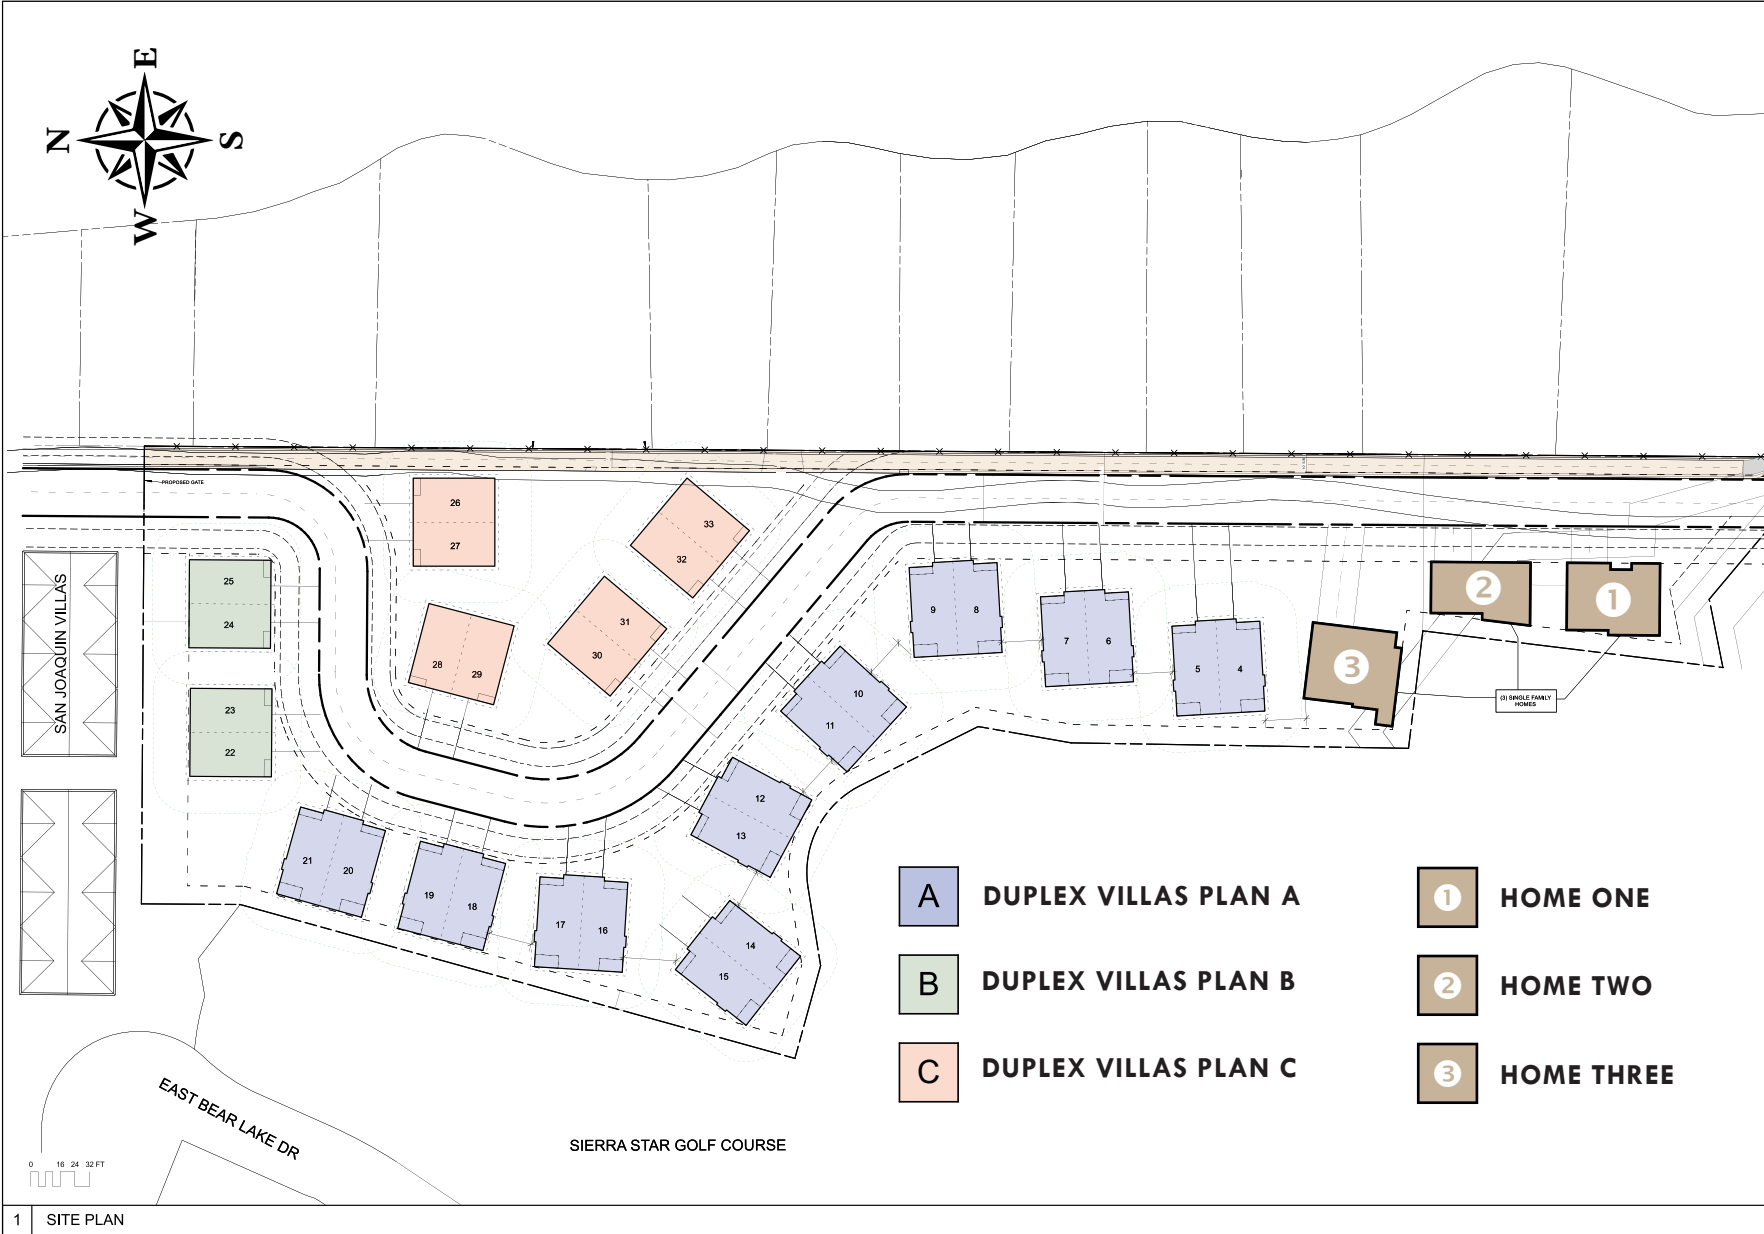 E
N
S
W
PROPOSED GATE
26
27
33
32
31
30
28
29
25
24
23
22
SAN JOAQUIN VILLAS
9
8
7
6
5
4
3
2
1
(3) SINGLE FAMILY
HOMES
10
11
12
13
14
15
21
20
19
18
17
16
A DUPLEX VILLAS PLAN A
B DUPLEX VILLAS PLAN B
C DUPLEX VILLAS PLAN C
1 HOME ONE
2 HOME TWO
3 HOME THREE
EAST BEAR LAKE DR
SIERRA STAR GOLF COURSE
0 16 24 32 FT
1 SITE PLAN